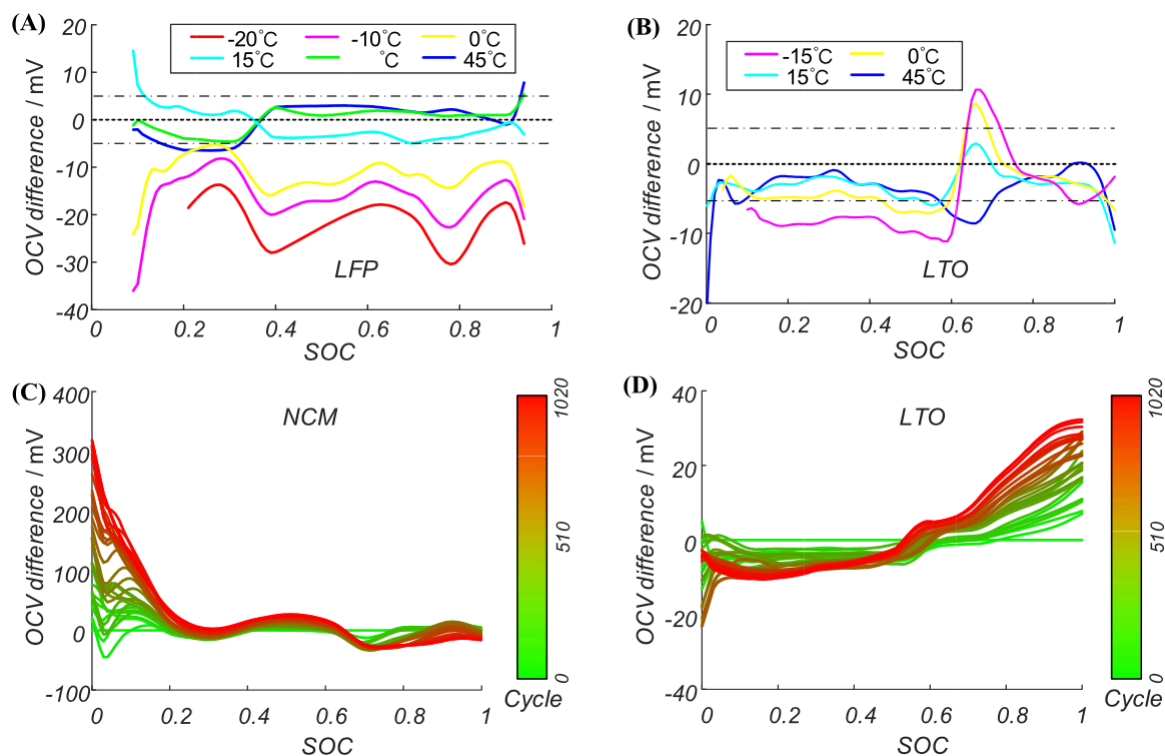 (A)
OCV difference / mV
20
10
0
-10
-20
-30
-40
-20°C
-10°C
0°C
15°C
°C
45°C
LFP
0
0.2
0.4
0.6
0.8
1
SOC
(B)
OCV difference / mV
20
10
0
-10
-20
-15°C
0°C
15°C
45°C
LTO
0
0.2
0.4
0.6
0.8
1
SOC
(C)
OCV difference / mV
400
300
200
100
0
-100
NCM
0
0.2
0.4
0.6
0.8
1
SOC
1020
510
0
Cycle
(D)
OCV difference / mV
40
20
0
-20
-40
LTO
0
0.2
0.4
0.6
0.8
1
SOC
1020
510
0
Cycle